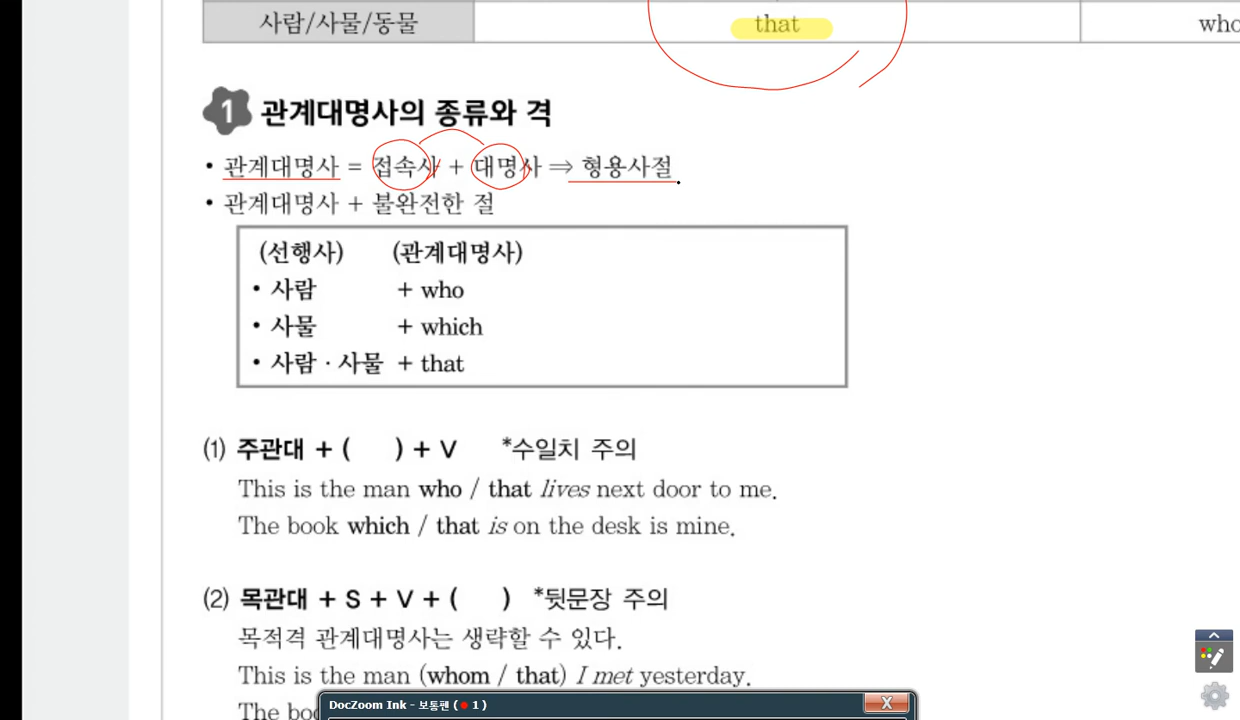 사람/사물/동물 that
1 관계대명사의 종류와 격
• 관계대명사 = 접속사 + 대명사 ⇒ 형용사절
• 관계대명사 + 불완전한 절
(선행사) (관계대명사)
• 사람 + who
• 사물 + which
• 사람 · 사물 + that
(1) 주관대 + ( ) + V *수일치 주의
This is the man who / that lives next door to me.
The book which / that is on the desk is mine.
(2) 목관대 + S + V + ( ) *뒷문장 주의
목적격 관계대명사는 생략할 수 있다.
This is the man (whom / that) I met yesterday.
The
DocZoom Ink - 보통펜 ( 1 )